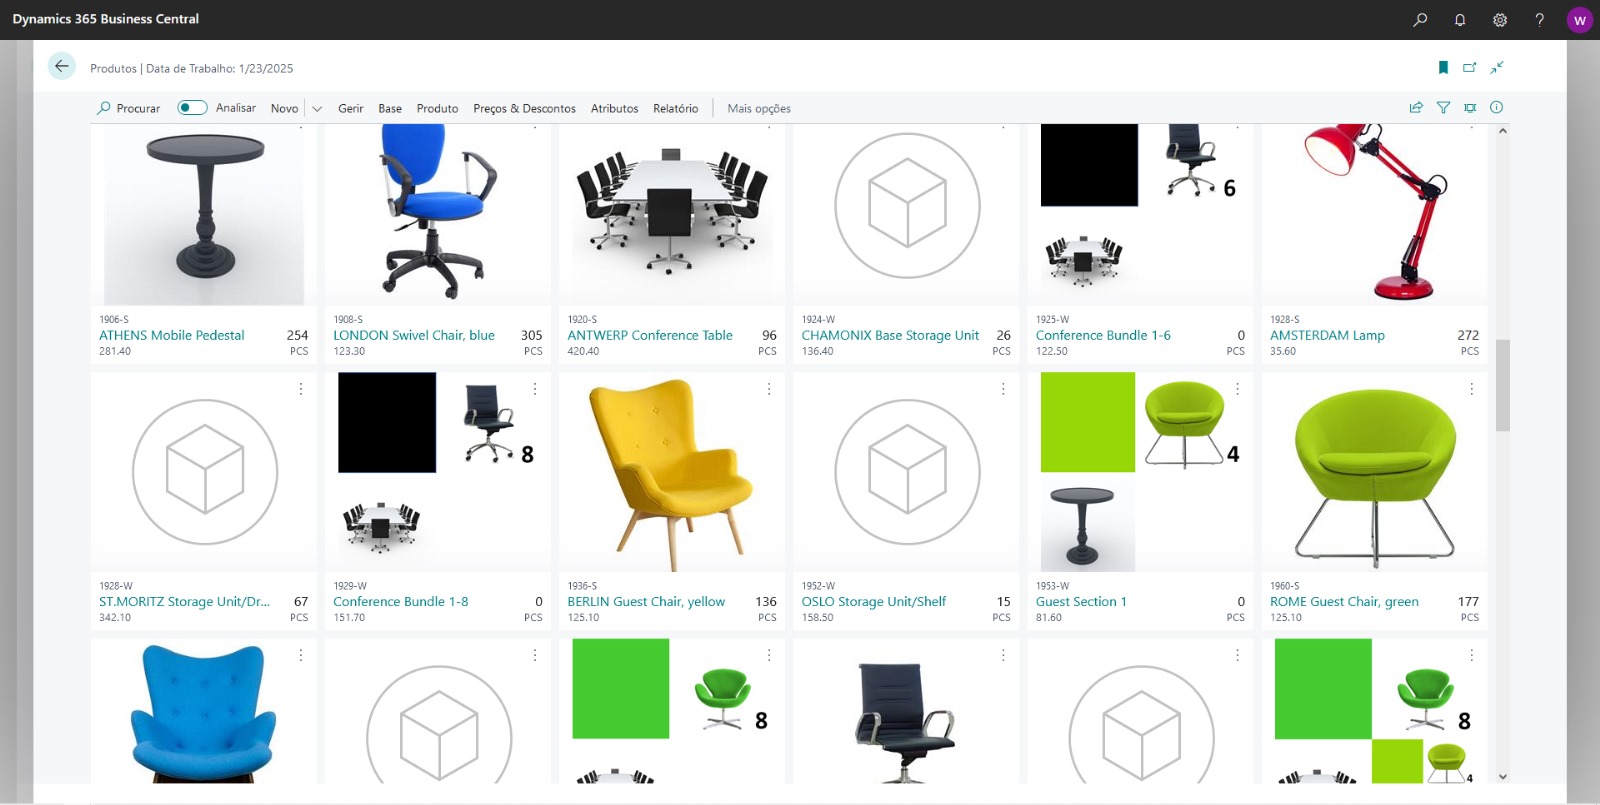 Dynamics 365 Business Central
W
Produtos | Data de Trabalho: 1/23/2025
Procurar Analisar Novo Gerir Base Produto Preços & Descontos Atributos Relatório Mais opções
6
1906-S
ATHENS Mobile Pedestal 254
281.40 PCS
1908-S
LONDON Swivel Chair, blue 305
123.30 PCS
1920-S
ANTWERP Conference Table 96
420.40 PCS
1924-W
CHAMONIX Base Storage Unit 26
136.40 PCS
1925-W
Conference Bundle 1-6 0
122.50 PCS
1928-S
AMSTERDAM Lamp 272
35.60 PCS
8
4
1928-W
ST.MORITZ Storage Unit/Dr... 67
342.10 PCS
1929-W
Conference Bundle 1-8 0
151.70 PCS
1936-S
BERLIN Guest Chair, yellow 136
125.10 PCS
1952-W
OSLO Storage Unit/Shelf 15
158.50 PCS
1953-W
Guest Section 1 0
81.60 PCS
1960-S
ROME Guest Chair, green 177
125.10 PCS
8
8
4